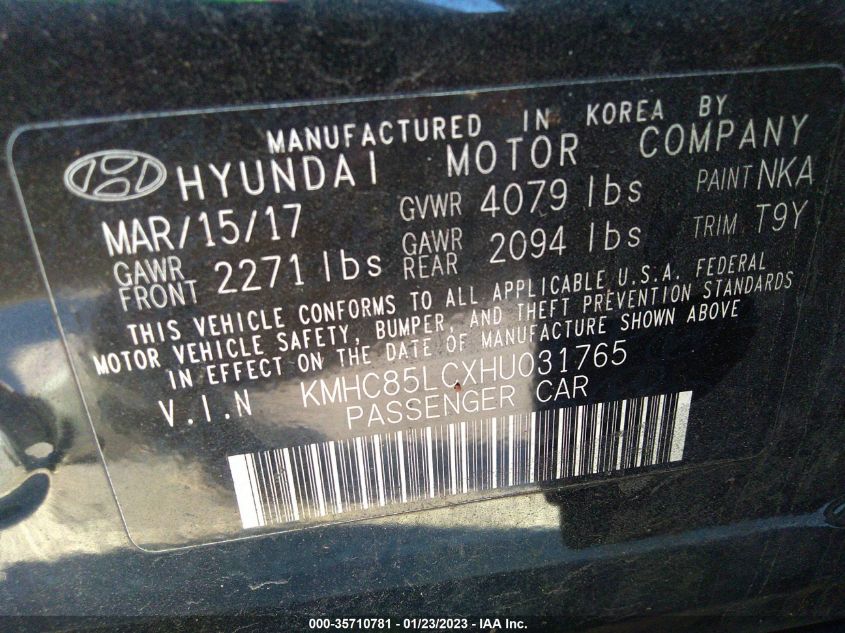 MANUFACTURED IN KOREA BY
HYUNDAI MOTOR COMPANY
MAR/15/17 GVWR 4079 lbs PAINT NKA
GAWR FRONT 2271 lbs GAWR REAR 2094 lbs TRIM T9Y
THIS VEHICLE CONFORMS TO ALL APPLICABLE U.S.A. FEDERAL
MOTOR VEHICLE SAFETY, BUMPER, AND THEFT PREVENTION STANDARDS
IN EFFECT ON THE DATE OF MANUFACTURE SHOWN ABOVE
V.I.N KMHC85LCXHU031765
PASSENGER CAR
000-35710781 - 01/23/2023 - IAA Inc.